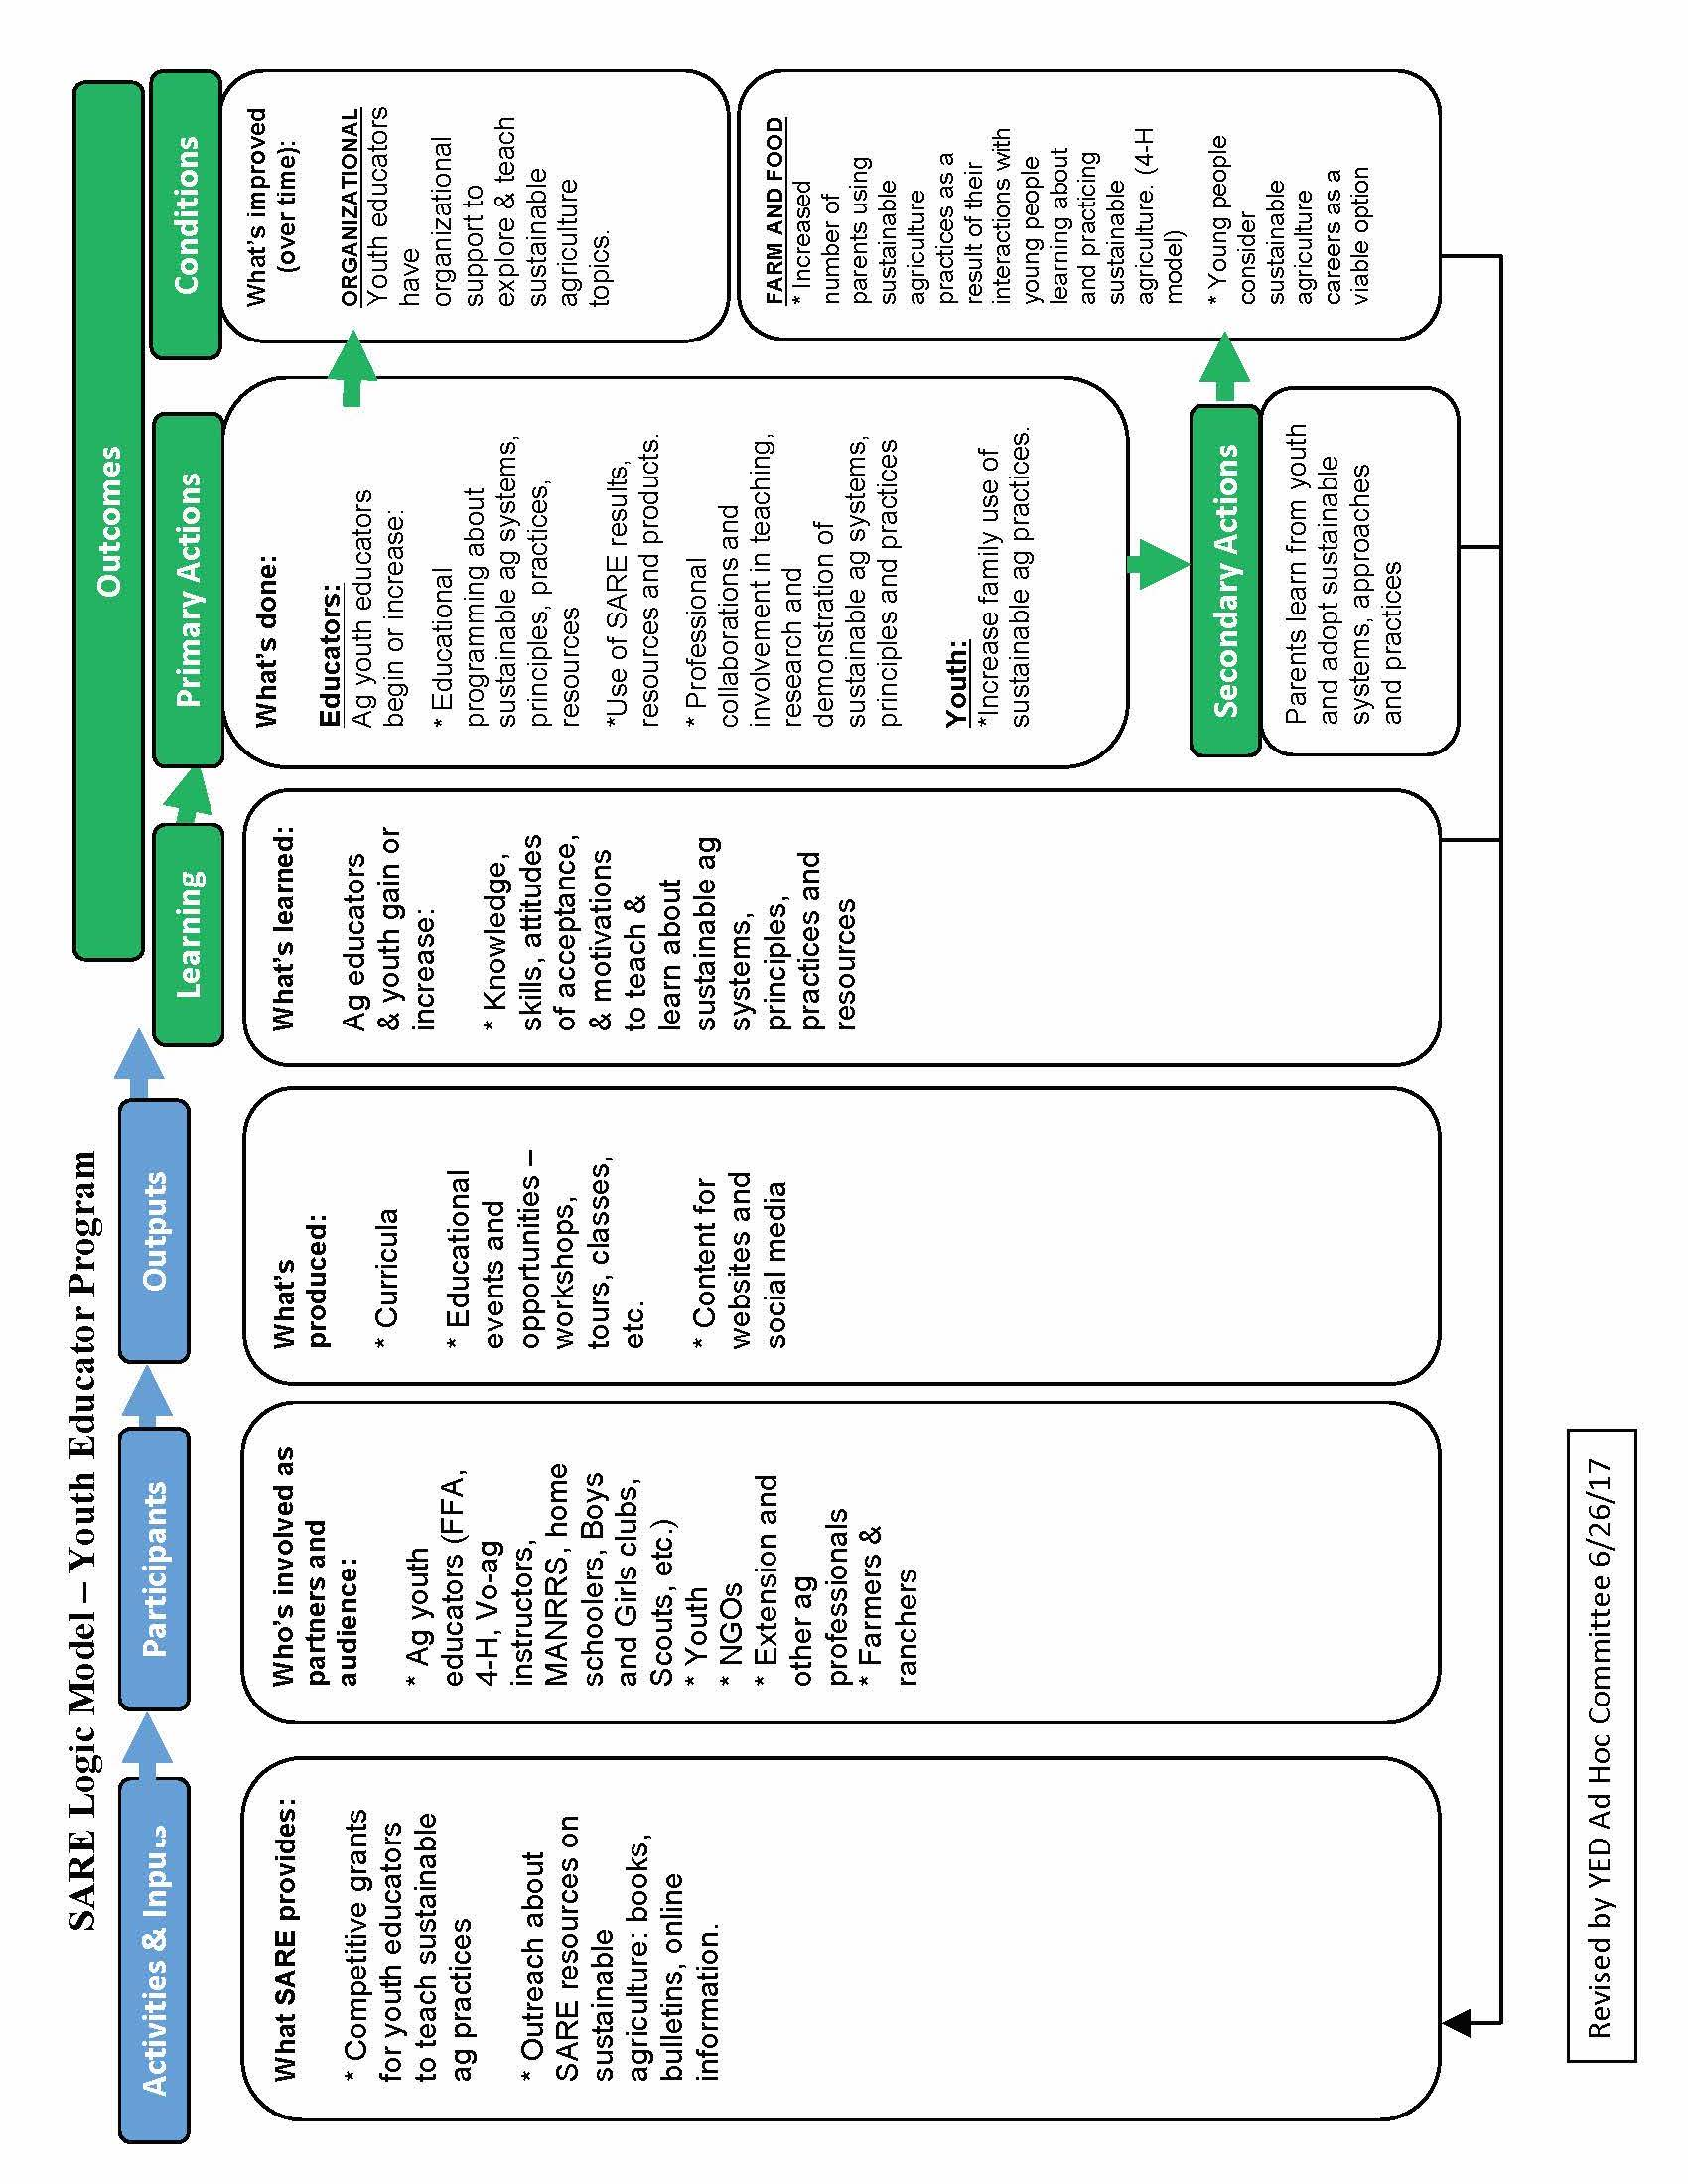 SARE Logic Model – Youth Educator Program
Activities & Inputs
What SARE provides:
* Competitive grants
for youth educators
to teach sustainable
ag practices
* Outreach about
SARE resources on
sustainable
agriculture: books,
bulletins, online
information.
Participants
Who's involved as
partners and
audience:
* Ag youth
educators (FFA,
4-H, Vo-ag
instructors,
MANRRS, home
schoolers, Boys
and Girls clubs,
Scouts, etc.)
* Youth
* NGOs
* Extension and
other ag
professionals
* Farmers &
ranchers
Outputs
What's
produced:
* Curricula
* Educational
events and
opportunities –
workshops,
tours, classes,
etc.
* Content for
websites and
social media
Outcomes
Learning
What's learned:
Ag educators
& youth gain or
increase:
* Knowledge,
skills, attitudes
of acceptance,
& motivations
to teach &
learn about
sustainable ag
systems,
principles,
practices and
resources
Primary Actions
What's done:
Educators:
Ag youth educators
begin or increase:
* Educational
programming about
sustainable ag systems,
principles, practices,
resources
*Use of SARE results,
resources and products.
* Professional
collaborations and
involvement in teaching,
research and
demonstration of
sustainable ag systems,
principles and practices
Youth:
*Increase family use of
sustainable ag practices.
Secondary Actions
Parents learn from youth
and adopt sustainable
systems, approaches
and practices
Conditions
What's improved
(over time):
ORGANIZATIONAL
Youth educators
have
organizational
support to
explore & teach
sustainable
agriculture
topics.
FARM AND FOOD
* Increased
number of
parents using
sustainable
agriculture
practices as a
result of their
interactions with
young people
learning about
and practicing
sustainable
agriculture. (4-H
model)
* Young people
consider
sustainable
agriculture
careers as a
viable option
Revised by YED Ad Hoc Committee 6/26/17